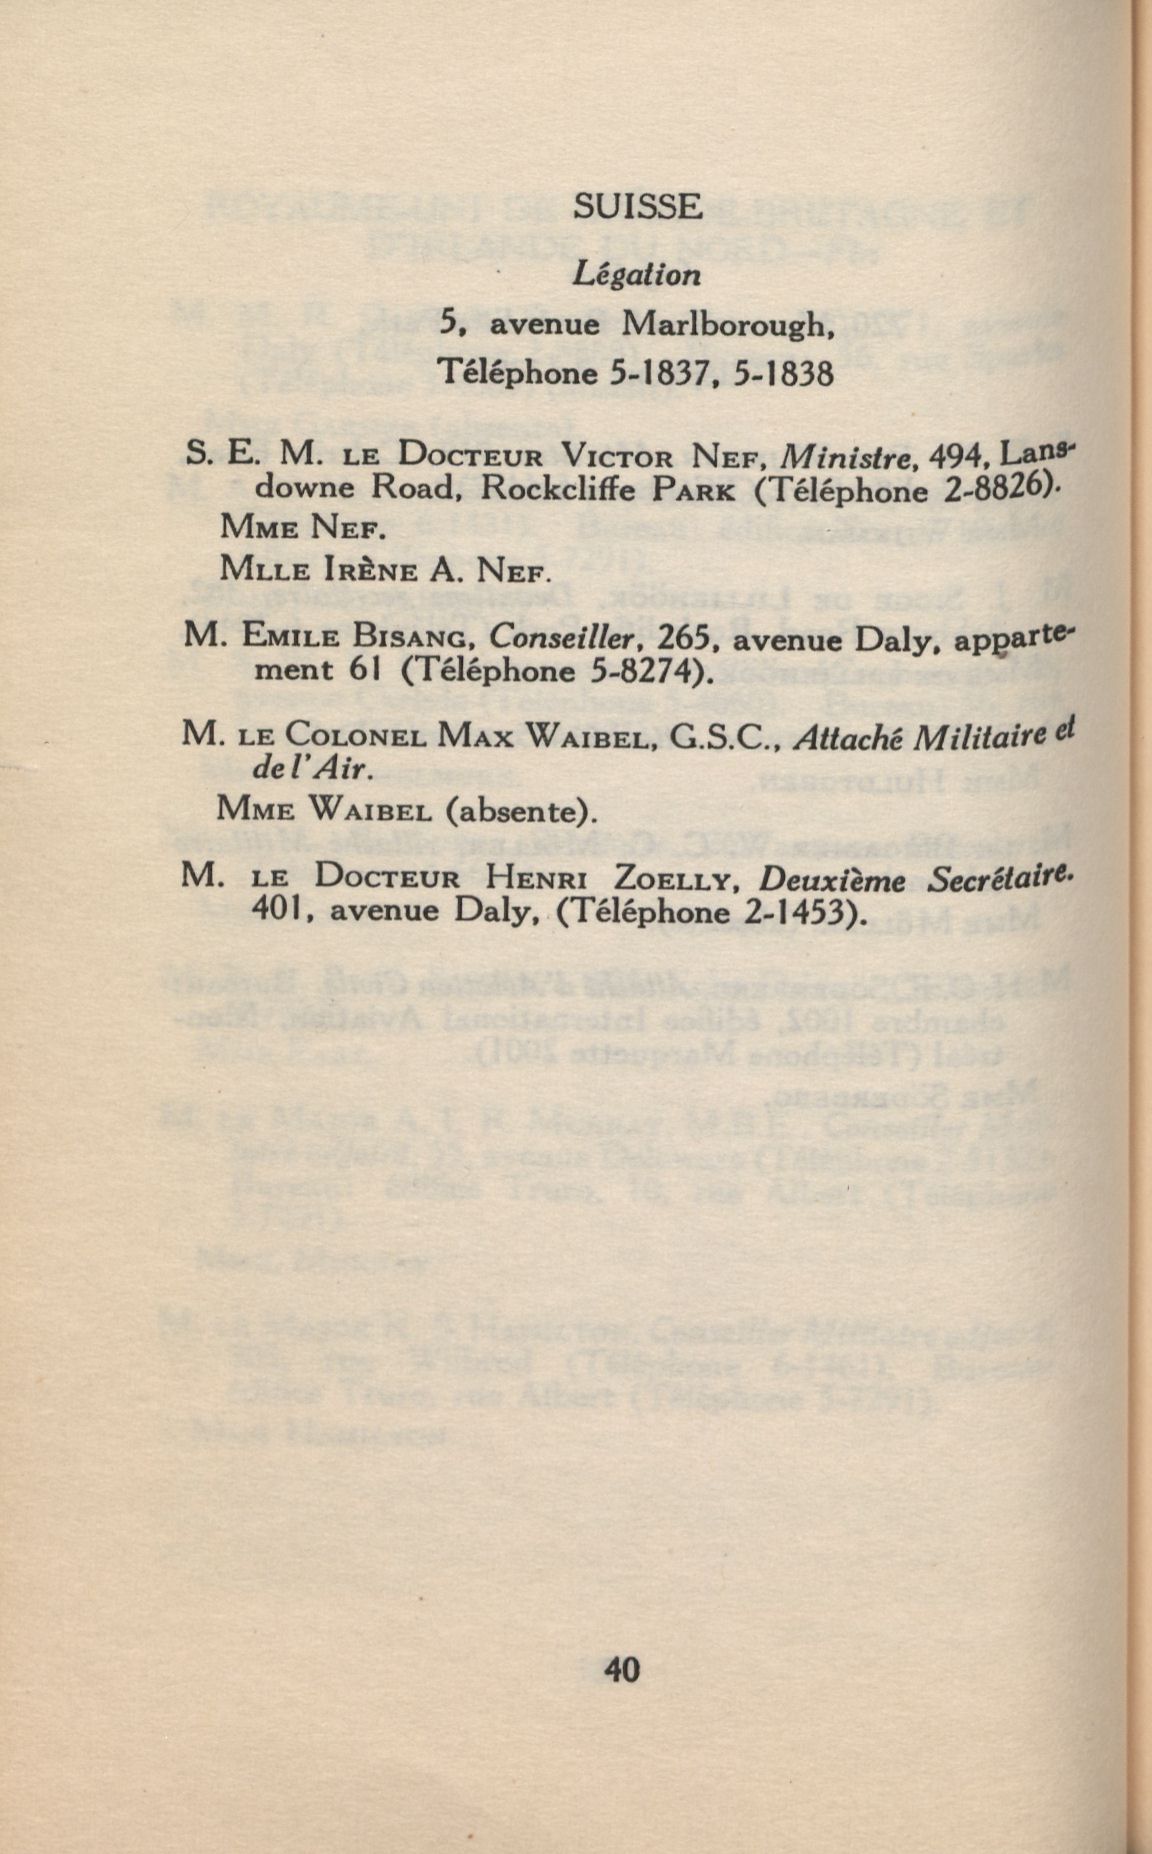 SUISSE
Légation
5, avenue Marlborough,
Téléphone 5-1837, 5-1838
S. E. M. LE DOCTEUR VICTOR NEF, Ministre, 494, Lans-
downe Road, Rockcliffe PARK (Téléphone 2-8826).
MME NEF.
MLLE IRÈNE A. NEF.
M. EMILE BISANG, Conseiller, 265, avenue Daly, apparte-
ment 61 (Téléphone 5-8274).
M. LE COLONEL MAX WAIBEL, G.S.C., Attaché Militaire et
de l'Air.
MME WAIBEL (absente).
M. LE DOCTEUR HENRI ZOELLY, Deuxième Secrétaire.
401, avenue Daly, (Téléphone 2-1453).
40